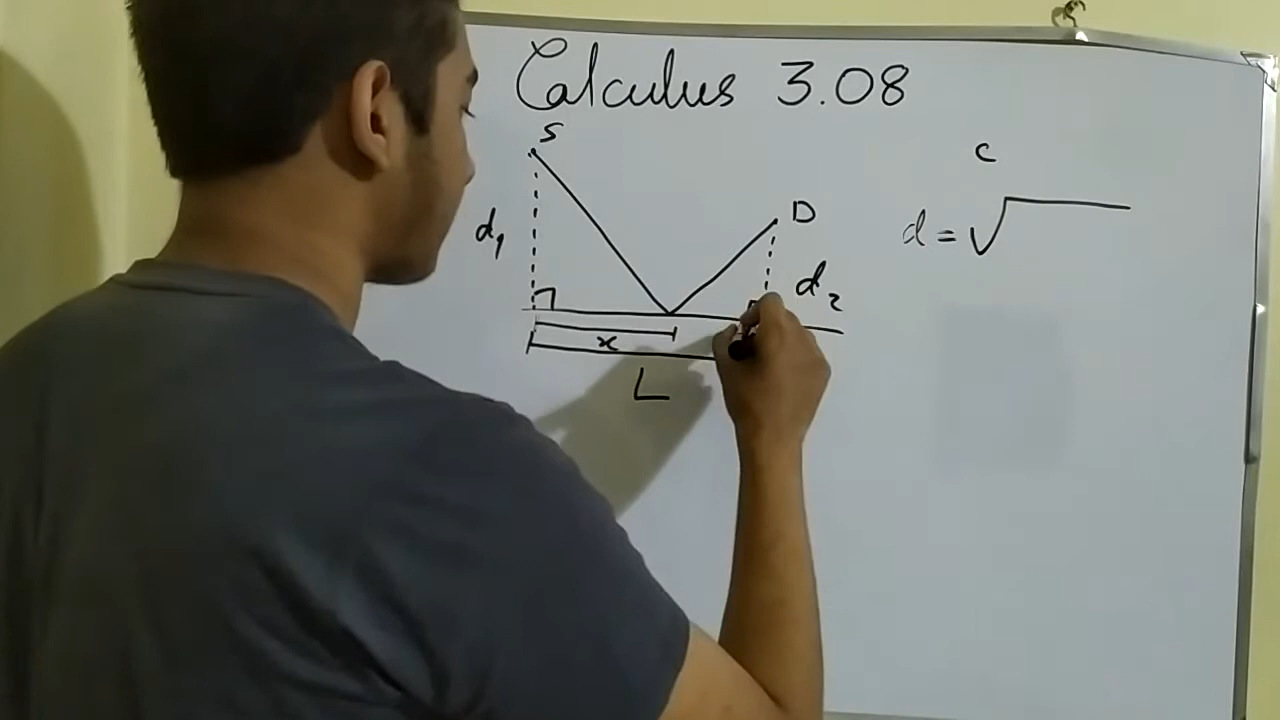 Calculus 3.08
S
c
D
d₁
d = √
d₂
x
L